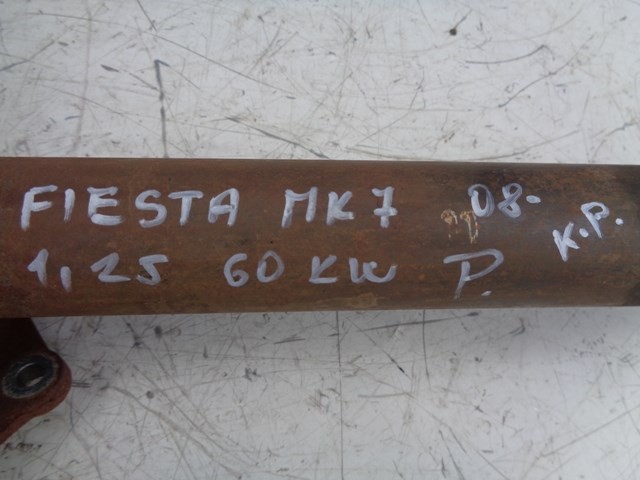 FIESTA MK7 08-
1,25 60 KW P. K.P.